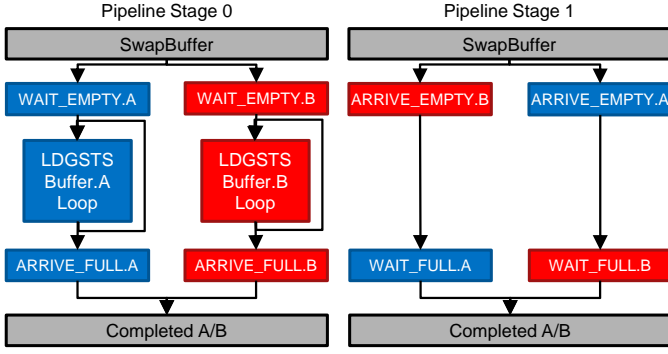 Pipeline Stage 0
SwapBuffer
WAIT_EMPTY.A
WAIT_EMPTY.B
LDGSTS
Buffer.A
Loop
LDGSTS
Buffer.B
Loop
ARRIVE_FULL.A
ARRIVE_FULL.B
Completed A/B
Pipeline Stage 1
SwapBuffer
ARRIVE_EMPTY.B
ARRIVE_EMPTY.A
WAIT_FULL.A
WAIT_FULL.B
Completed A/B